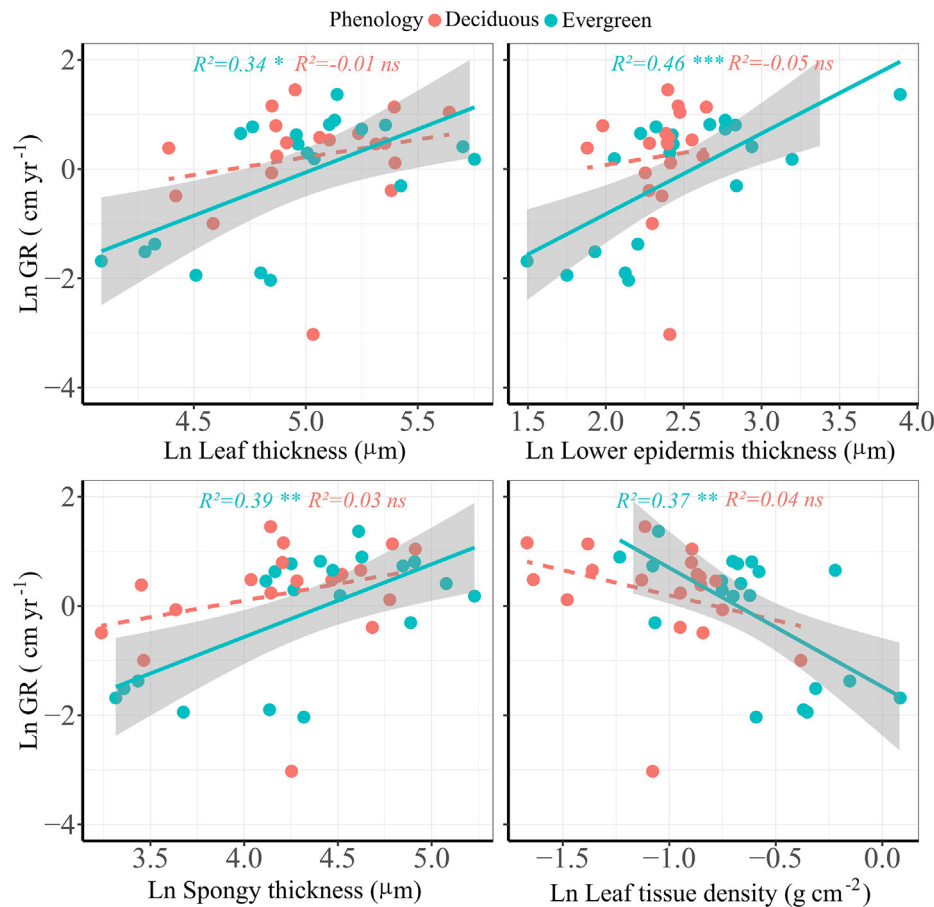 Phenology Deciduous Evergreen
R²=0.34 * R²=-0.01 ns
R²=0.46 *** R²=-0.05 ns
2
0
−2
−4
Ln GR ( cm yr⁻¹)
4.5 5.0 5.5
1.5 2.0 2.5 3.0 3.5 4.0
Ln Leaf thickness (μm)
Ln Lower epidermis thickness (μm)
R²=0.39 ** R²=0.03 ns
R²=0.37 ** R²=0.04 ns
2
0
−2
−4
Ln GR ( cm yr⁻¹)
3.5 4.0 4.5 5.0
−1.5 −1.0 −0.5 0.0
Ln Spongy thickness (μm)
Ln Leaf tissue density (g cm⁻²)